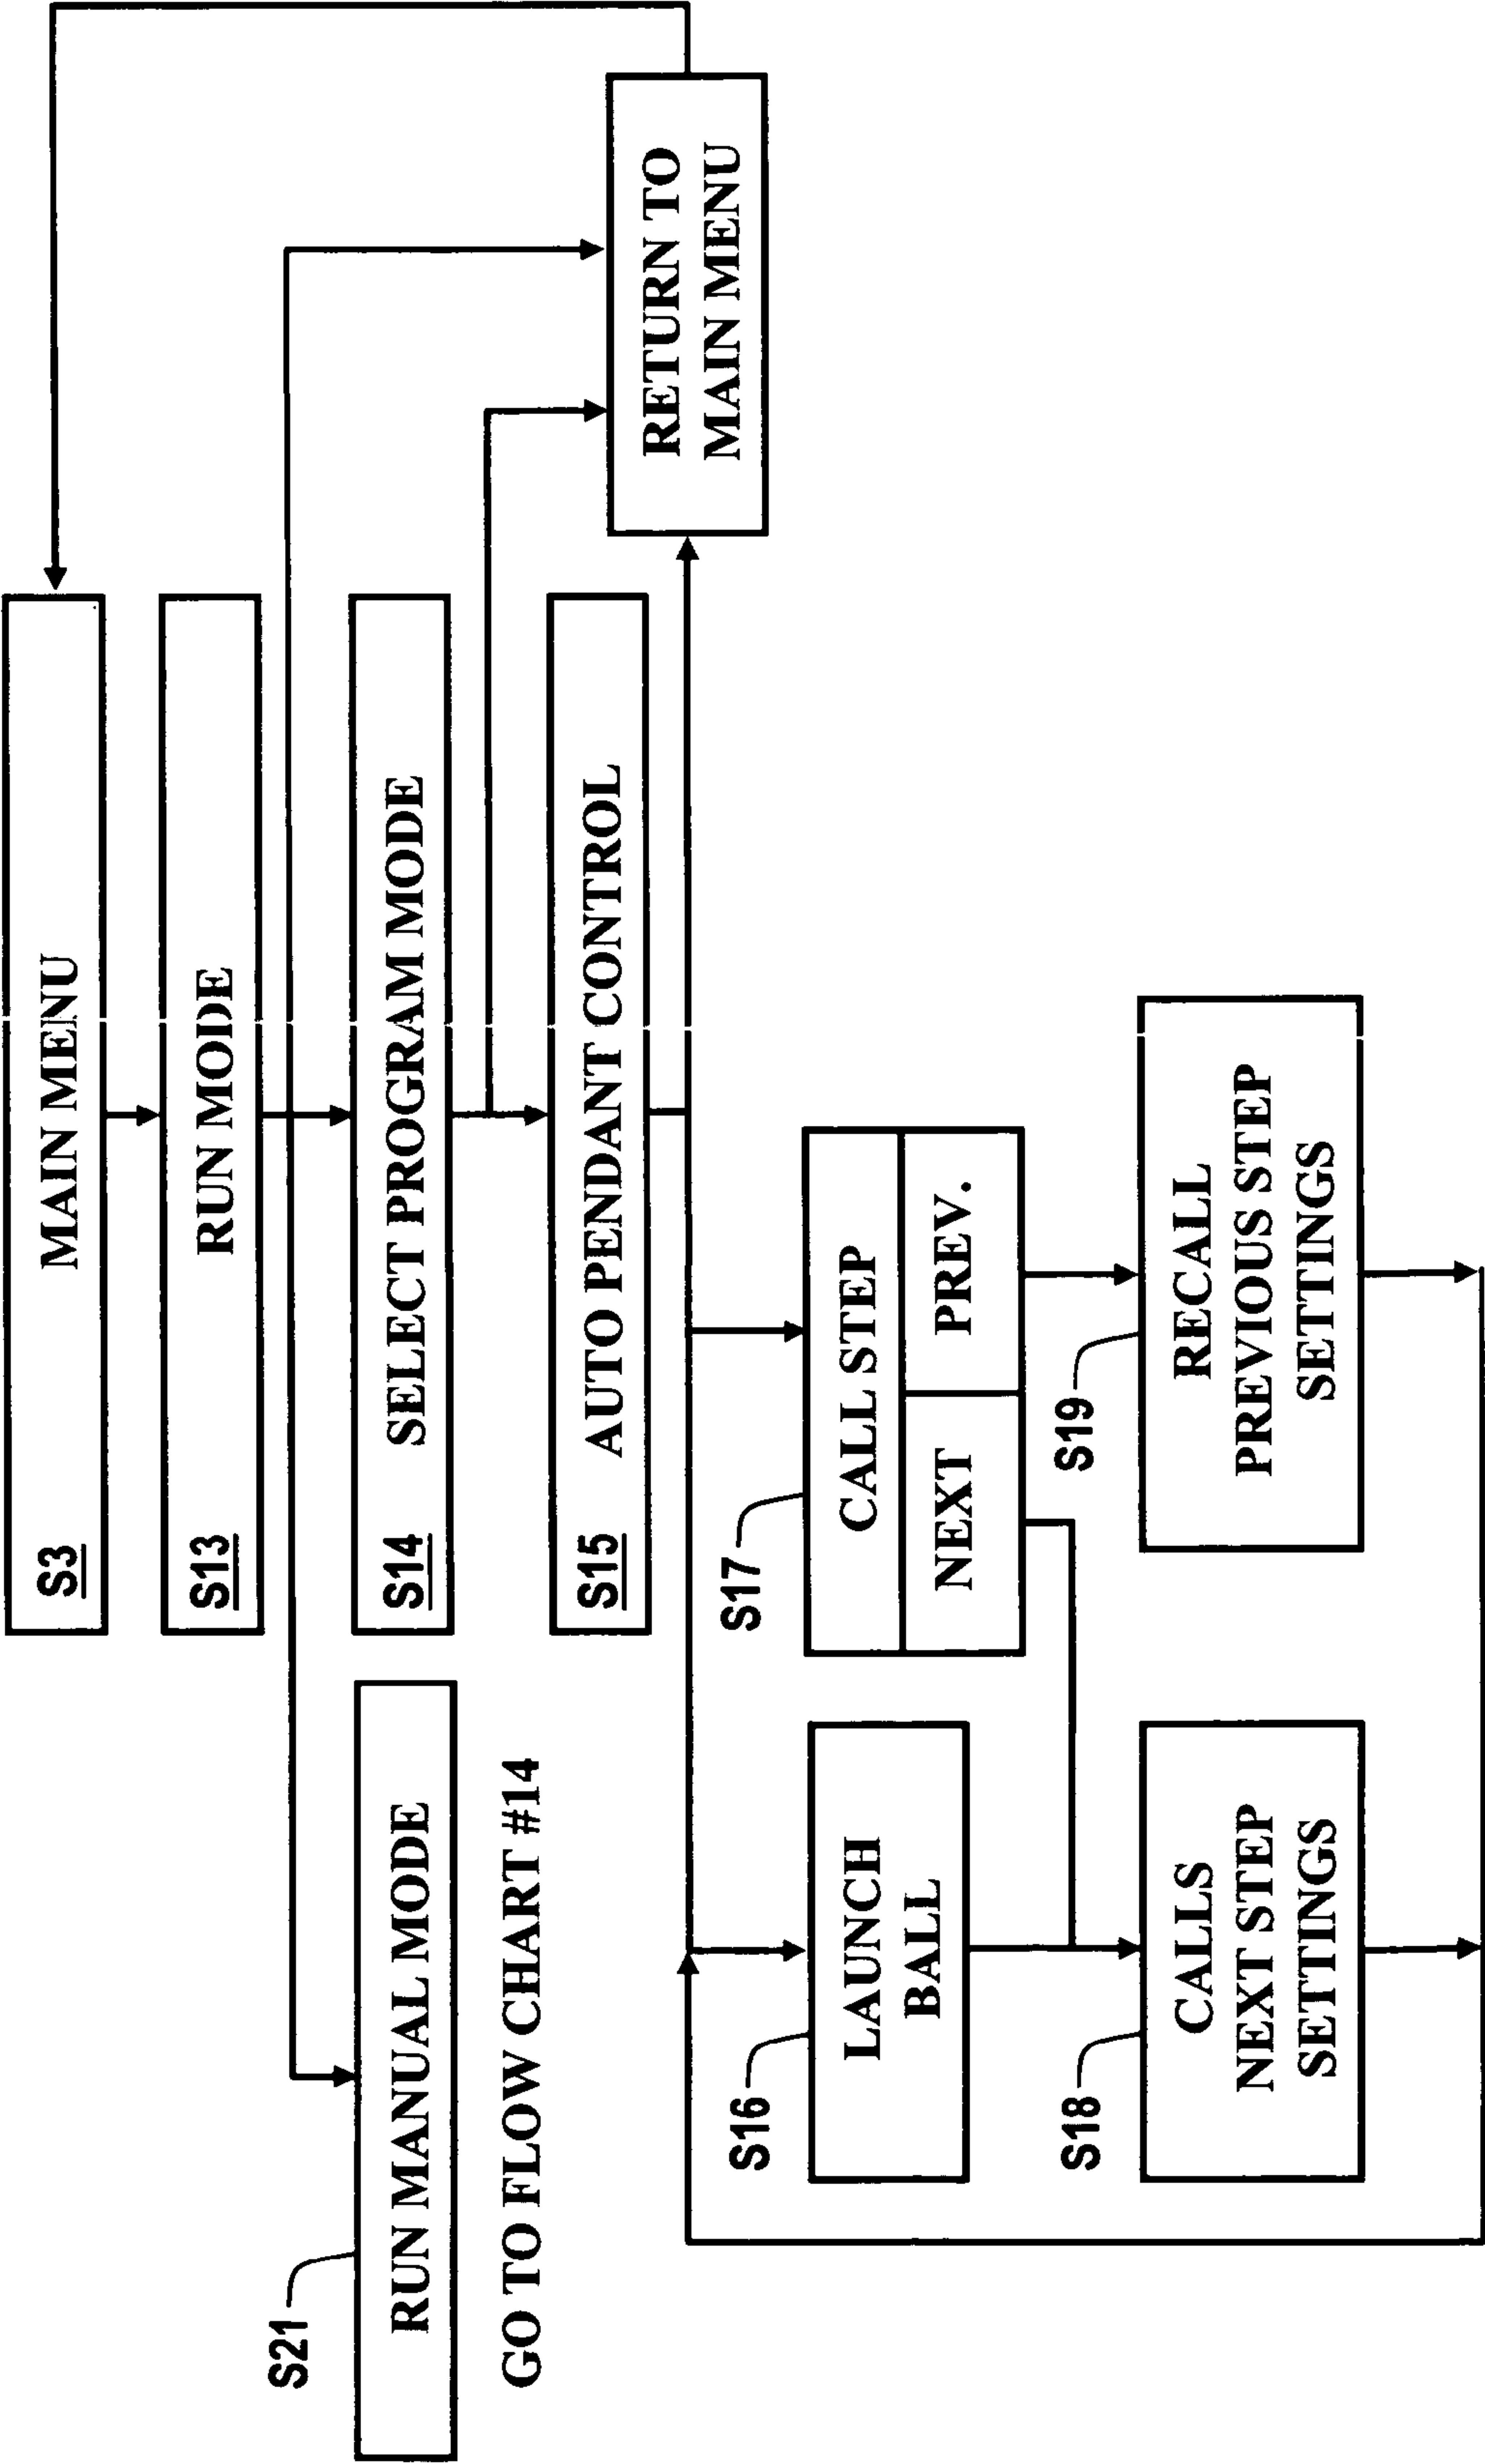 S3 MAIN MENU
S13 RUN MODE
S21
RUN MANUAL MODE
GO TO FLOW CHART #14
S14 SELECT PROGRAM MODE
S15 AUTO PENDANT CONTROL
RETURN TO
MAIN MENU
S16
LAUNCH
BALL
S17
CALL STEP
NEXT PREV.
S18
CALLS
NEXT STEP
SETTINGS
S19
RECALL
PREVIOUS STEP
SETTINGS